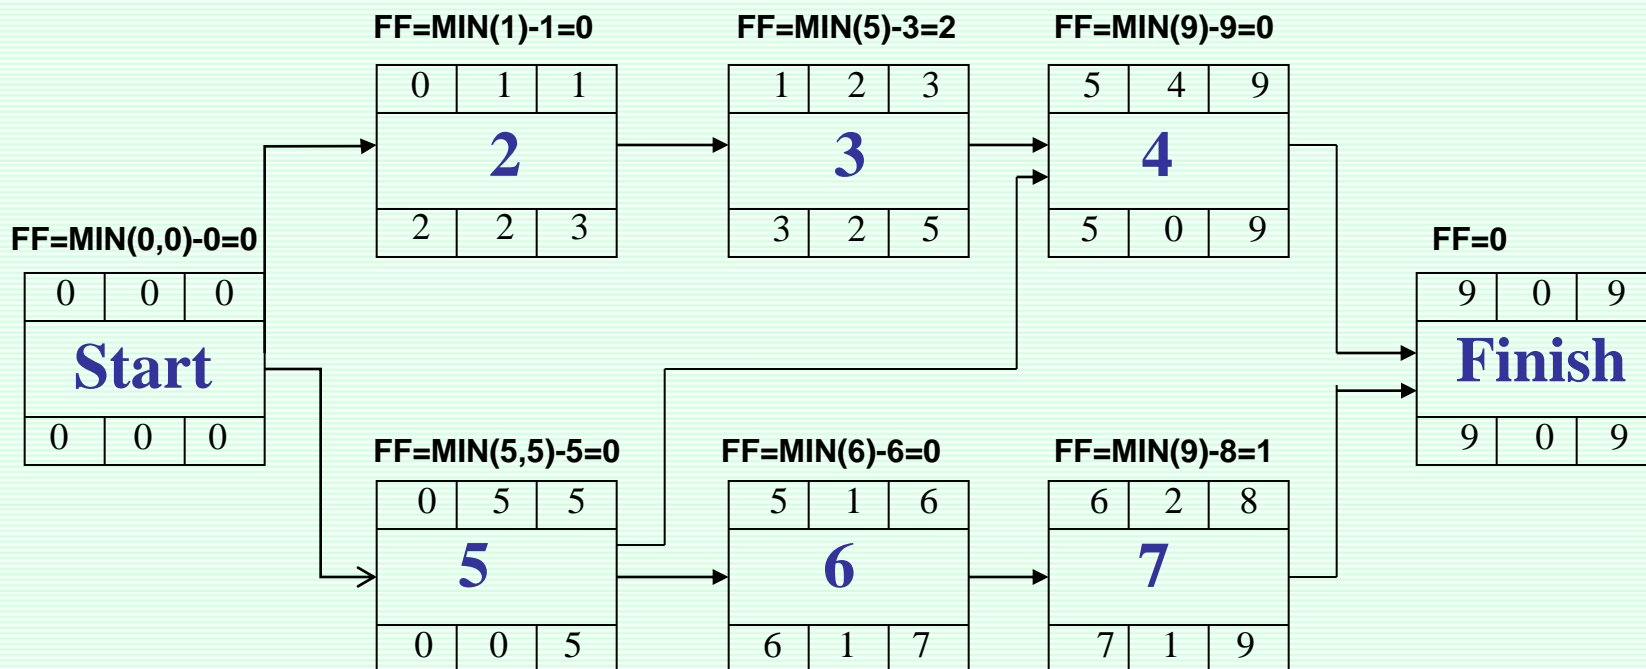 FF=MIN(1)-1=0 FF=MIN(5)-3=2 FF=MIN(9)-9=0
0 1 1 1 2 3 5 4 9
2 3 4
2 2 3 3 2 5 5 0 9
FF=MIN(0,0)-0=0 FF=0
0 0 0 9 0 9
Start Finish
0 0 0 9 0 9
FF=MIN(5,5)-5=0 FF=MIN(6)-6=0 FF=MIN(9)-8=1
0 5 5 5 1 6 6 2 8
5 6 7
0 0 5 6 1 7 7 1 9